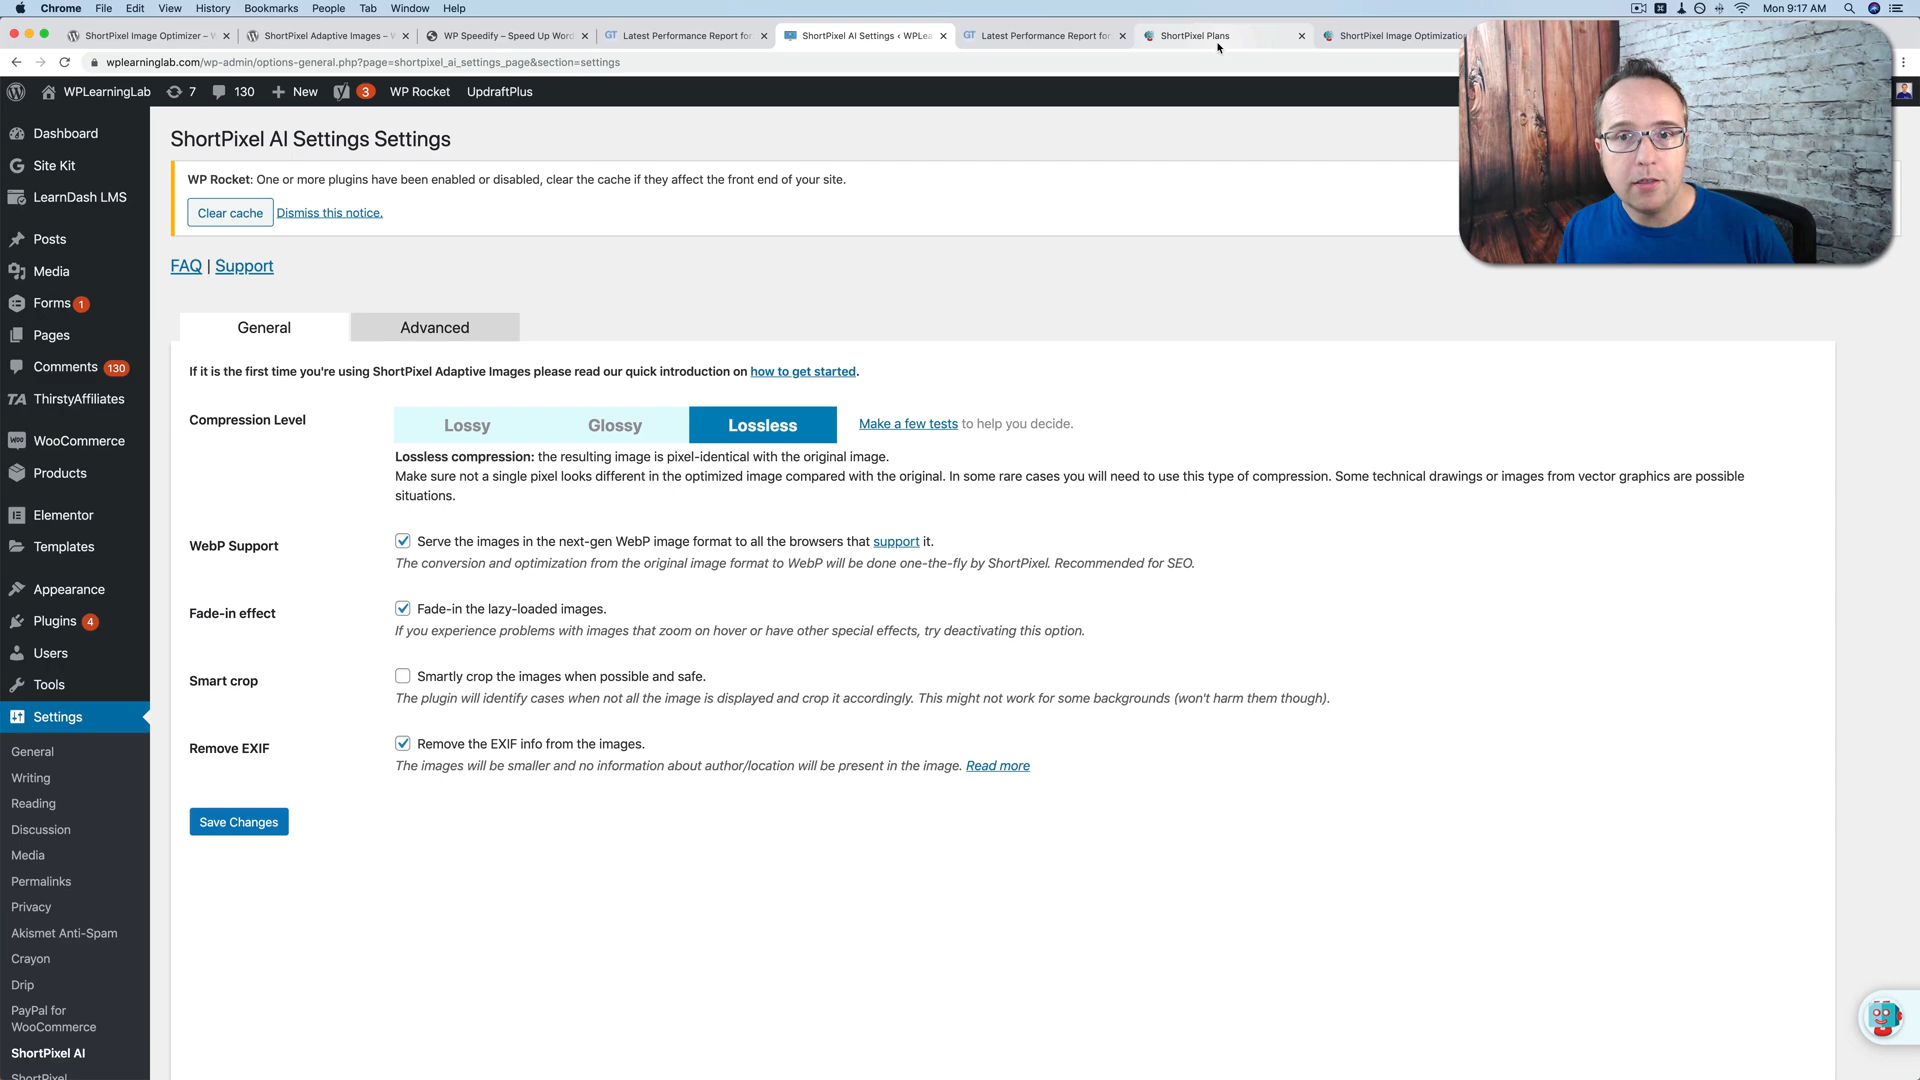 Chrome File Edit View History Bookmarks People Tab Window Help Mon 9:17 AM
ShortPixel Image Optimizer – ShortPixel Adaptive Images – WP Speedify – Speed Up Word Latest Performance Report for: ShortPixel AI Settings ‹ WPLea Latest Performance Report for: ShortPixel Plans ShortPixel Image Optimization
wplearninglab.com/wp-admin/options-general.php?page=shortpixel_ai_settings_page&section=settings
WPLearningLab 7 130 New 3 WP Rocket UpdraftPlus
Dashboard
Site Kit
LearnDash LMS
Posts
Media
Forms 1
Pages
Comments 130
ThirstyAffiliates
WooCommerce
Products
Elementor
Templates
Appearance
Plugins 4
Users
Tools
Settings
General
Writing
Reading
Discussion
Media
Permalinks
Privacy
Akismet Anti-Spam
Crayon
Drip
PayPal for
WooCommerce
ShortPixel AI
ShortPixel
ShortPixel AI Settings Settings
WP Rocket: One or more plugins have been enabled or disabled, clear the cache if they affect the front end of your site.
Clear cache Dismiss this notice.
FAQ | Support
General Advanced
If it is the first time you're using ShortPixel Adaptive Images please read our quick introduction on how to get started.
Compression Level Lossy Glossy Lossless Make a few tests to help you decide.
Lossless compression: the resulting image is pixel-identical with the original image.
Make sure not a single pixel looks different in the optimized image compared with the original. In some rare cases you will need to use this type of compression. Some technical drawings or images from vector graphics are possible
situations.
WebP Support Serve the images in the next-gen WebP image format to all the browsers that support it.
The conversion and optimization from the original image format to WebP will be done one-the-fly by ShortPixel. Recommended for SEO.
Fade-in effect Fade-in the lazy-loaded images.
If you experience problems with images that zoom on hover or have other special effects, try deactivating this option.
Smart crop Smartly crop the images when possible and safe.
The plugin will identify cases when not all the image is displayed and crop it accordingly. This might not work for some backgrounds (won't harm them though).
Remove EXIF Remove the EXIF info from the images.
The images will be smaller and no information about author/location will be present in the image. Read more
Save Changes